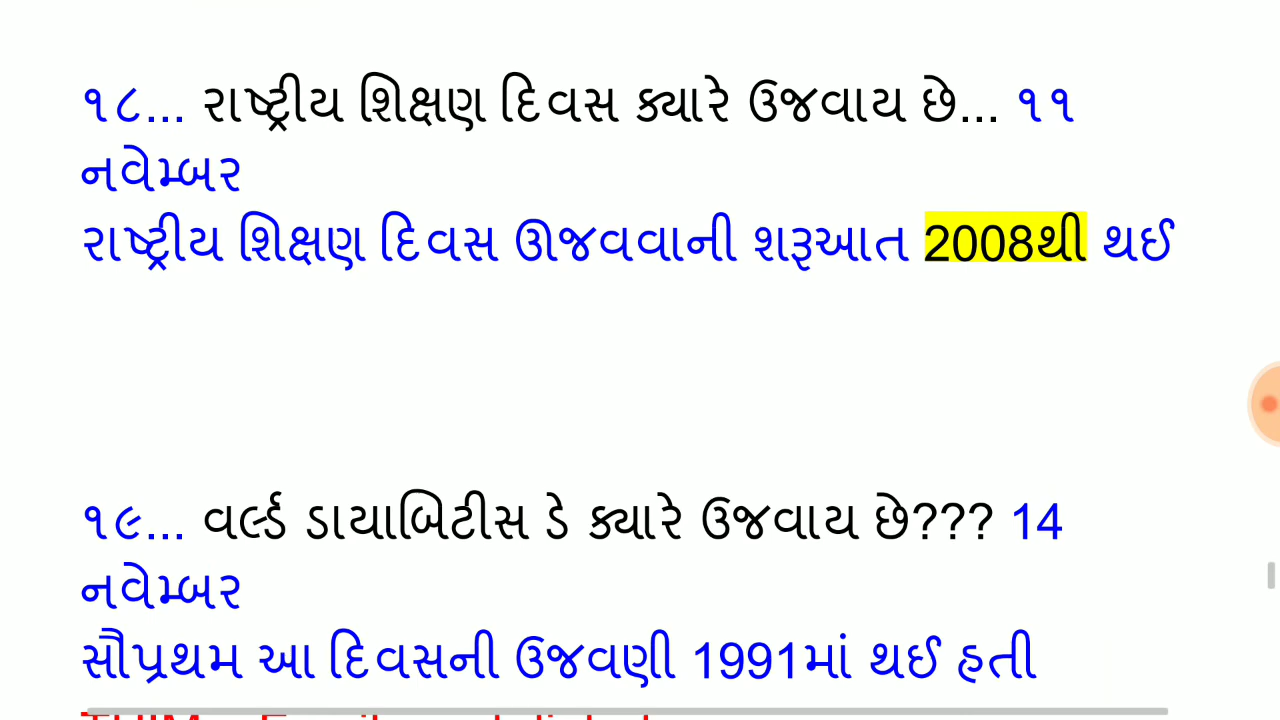 ૧૮... રાષ્ટ્રીય શિક્ષણ દિવસ ક્યારે ઉજવાય છે... ૧૧
નવેમ્બર
રાષ્ટ્રીય શિક્ષણ દિવસ ઊજવવાની શરૂઆત 2008થી થઈ
૧૯... વર્લ્ડ ડાયાબિટીસ ડે ક્યારે ઉજવાય છે??? 14
નવેમ્બર
સૌપ્રથમ આ દિવસની ઉજવણી 1991માં થઈ હતી